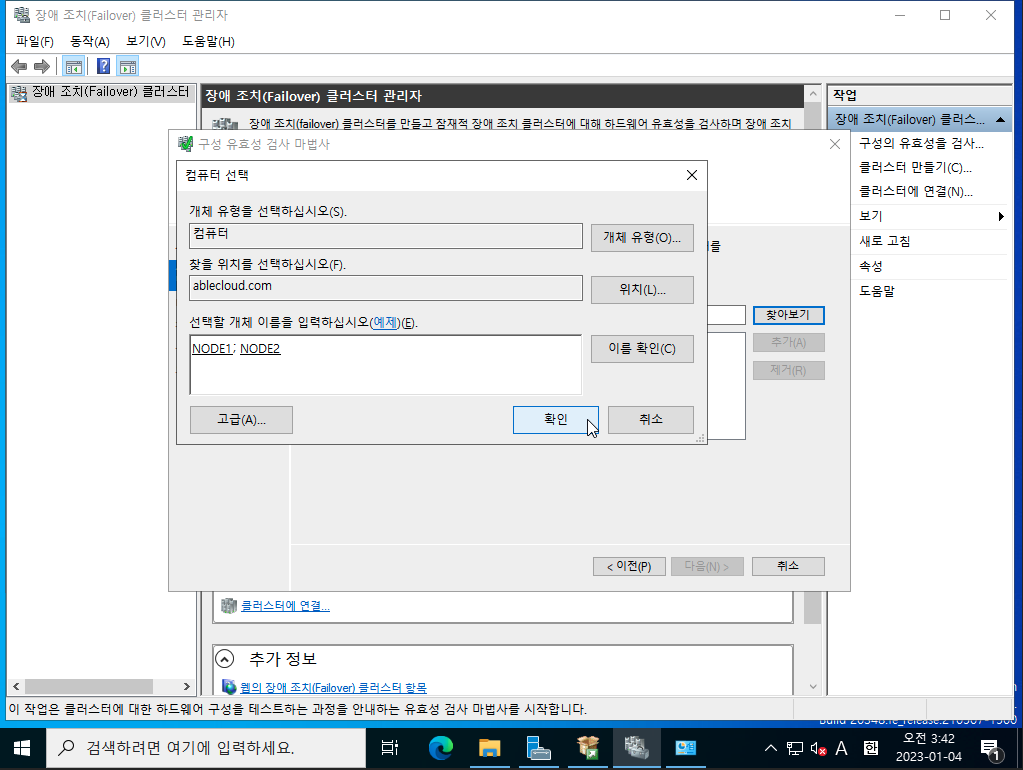 장애 조치(Failover) 클러스터 관리자
파일(F) 동작(A) 보기(V) 도움말(H)
장애 조치(Failover) 클러스터
장애 조치(Failover) 클러스터 관리자
장애 조치(failover) 클러스터를 만들고 잠재적 장애 조치 클러스터에 대해 하드웨어 유효성을 검사하며 장애 조치
구성 유효성 검사 마법사
컴퓨터 선택
개체 유형을 선택하십시오(S).
컴퓨터
개체 유형(O)...
찾을 위치를 선택하십시오(F).
ablecloud.com
위치(L)...
선택할 개체 이름을 입력하십시오(예제)(E).
NODE1; NODE2
이름 확인(C)
고급(A)...
확인
취소
를
찾아보기
추가(A)
제거(R)
< 이전(P)
다음(N) >
취소
클러스터에 연결...
추가 정보
웹의 장애 조치(Failover) 클러스터 항목
작업
장애 조치(Failover) 클러스...
구성의 유효성을 검사...
클러스터 만들기(C)...
클러스터에 연결(N)...
보기
새로 고침
속성
도움말
이 작업은 클러스터에 대한 하드웨어 구성을 테스트하는 과정을 안내하는 유효성 검사 마법사를 시작합니다.
검색하려면 여기에 입력하세요.
A 한
오전 3:42
2023-01-04
1